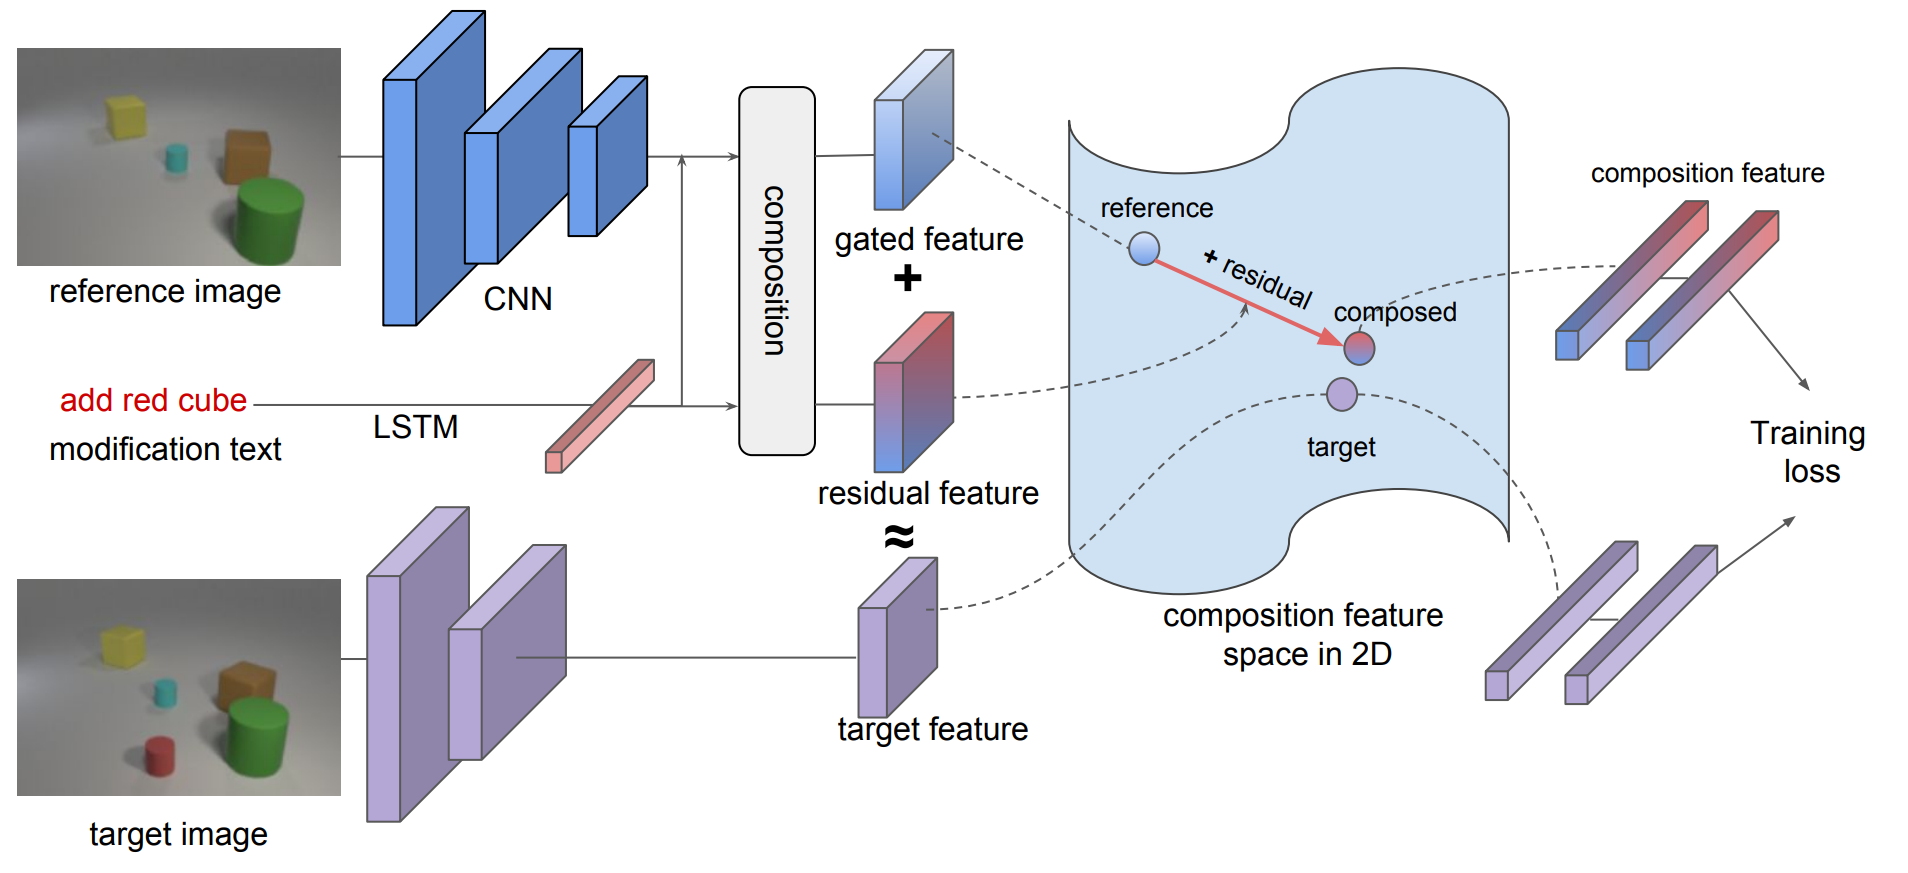 reference image
CNN
add red cube
modification text
LSTM
composition
gated feature
+
residual feature
≈
target feature
target image
reference
+ residual
composed
target
composition feature
space in 2D
composition feature
Training
loss